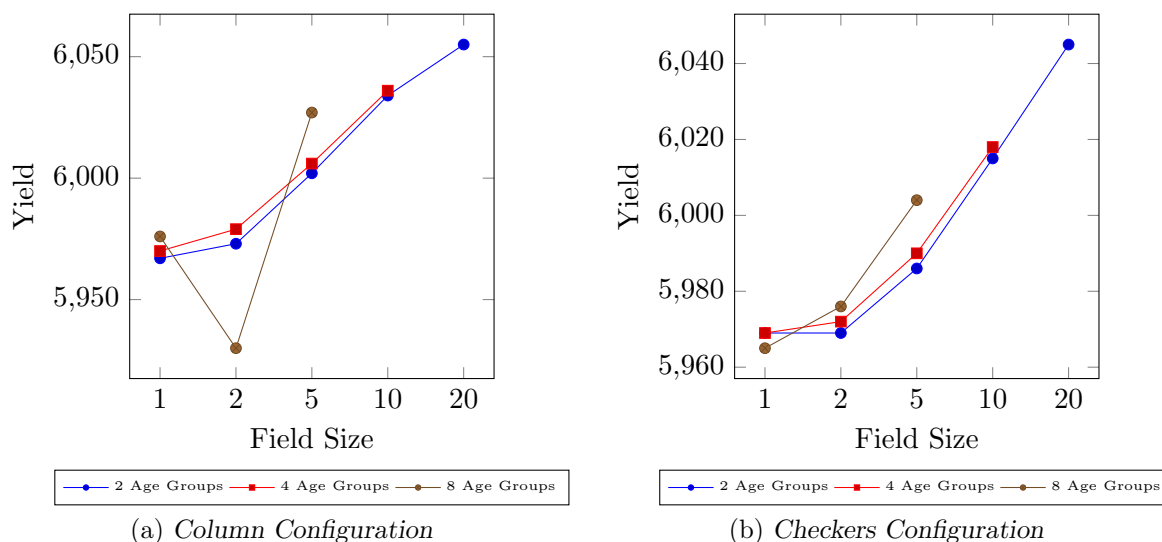 6,050
6,000
5,950
Yield
1 2 5 10 20
Field Size
2 Age Groups 4 Age Groups 8 Age Groups
(a) Column Configuration
6,040
6,020
6,000
5,980
5,960
Yield
1 2 5 10 20
Field Size
2 Age Groups 4 Age Groups 8 Age Groups
(b) Checkers Configuration